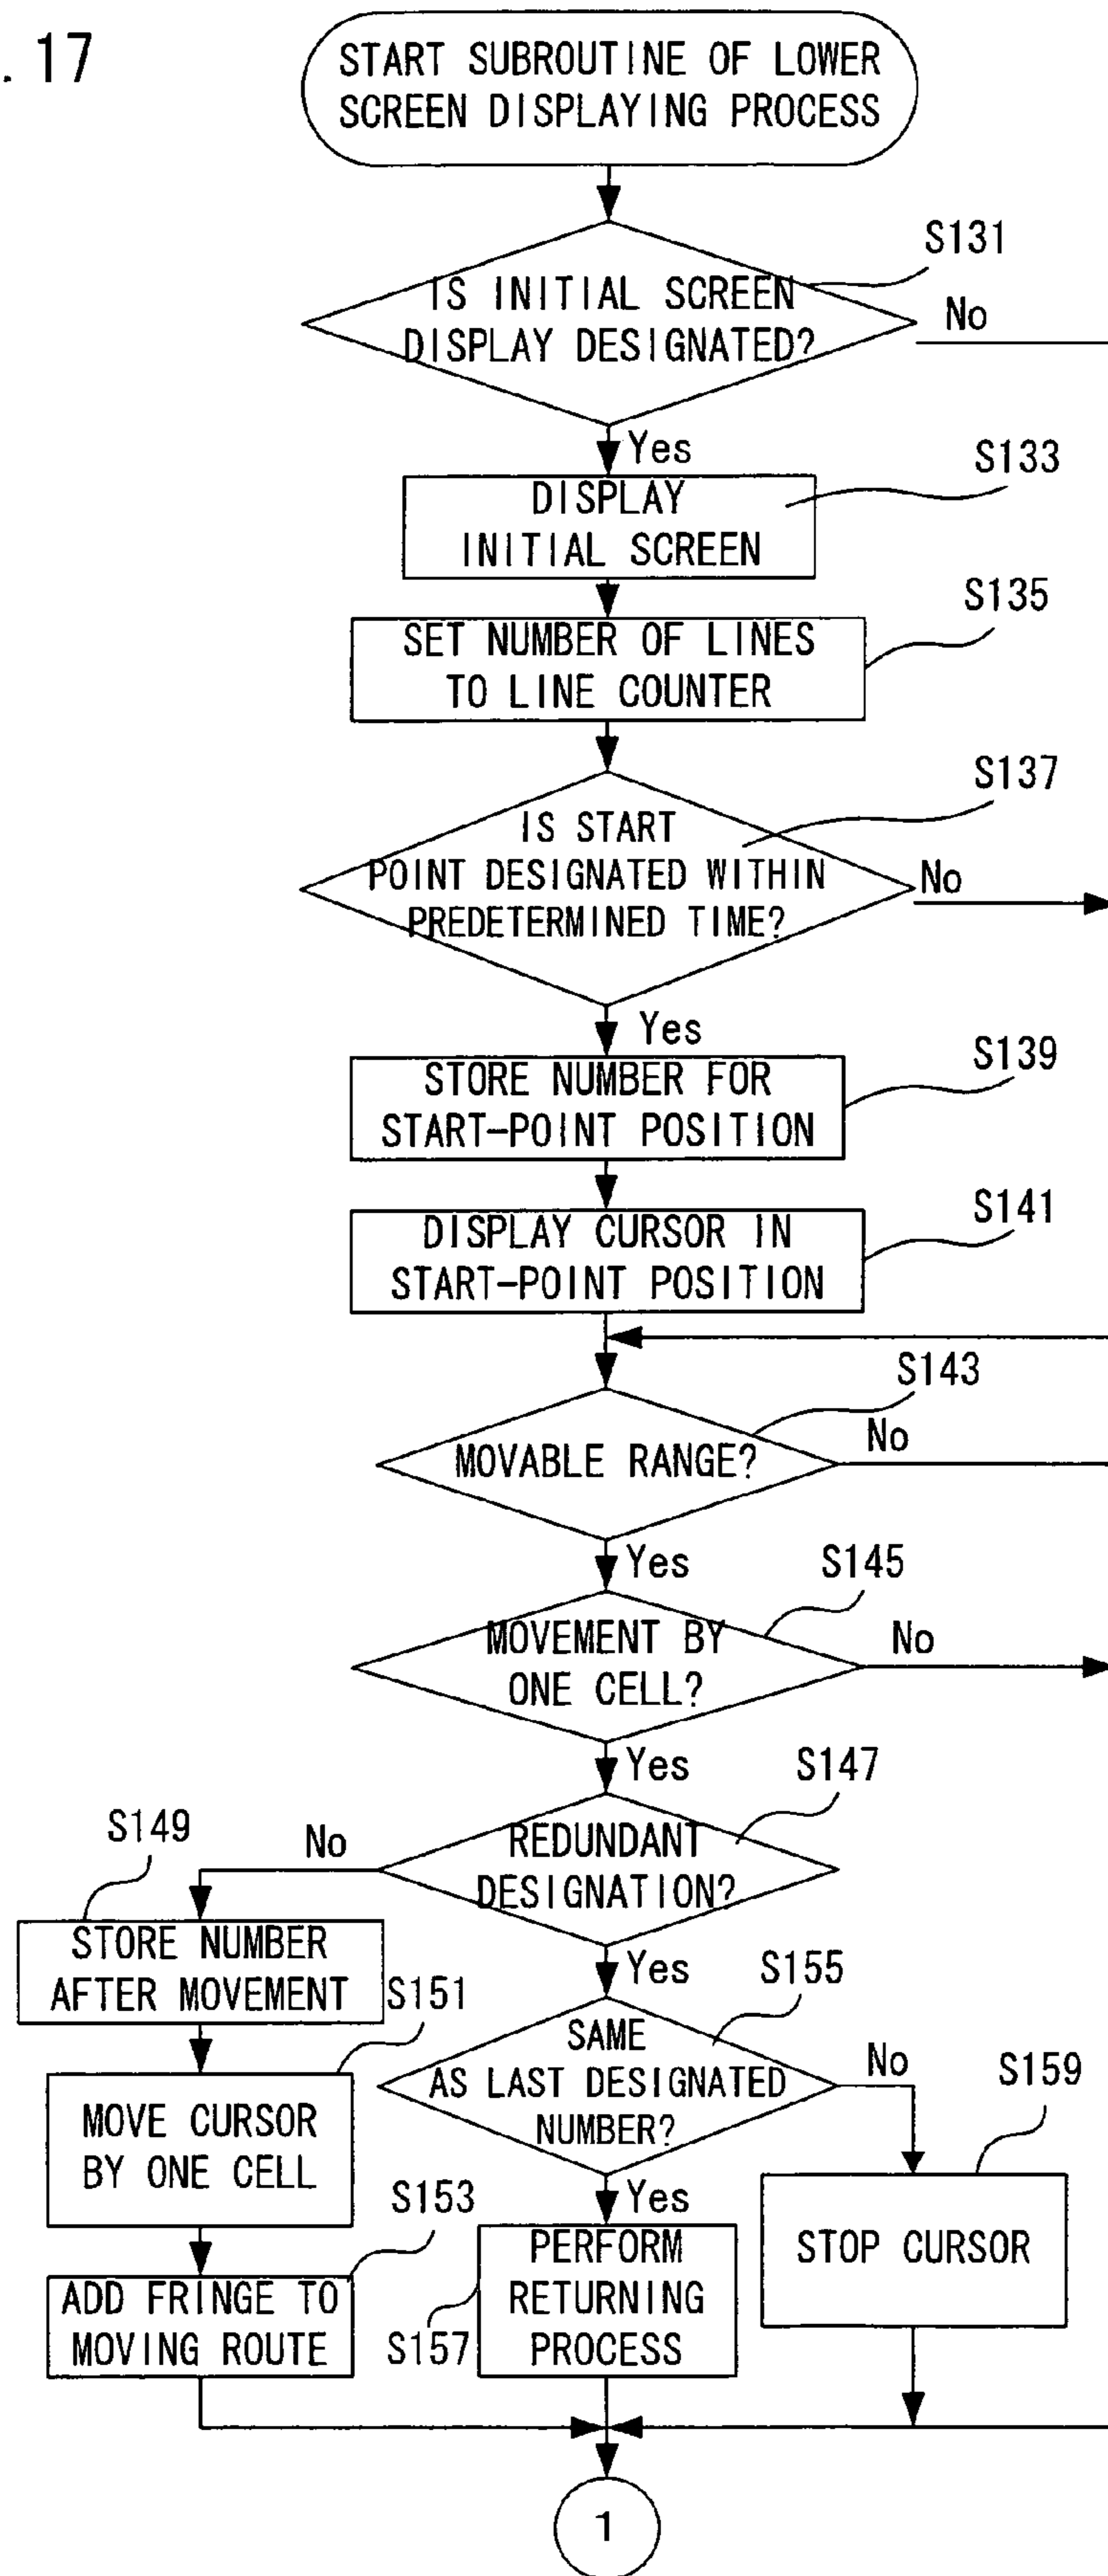 . 17
START SUBROUTINE OF LOWER
SCREEN DISPLAYING PROCESS
S131
IS INITIAL SCREEN
DISPLAY DESIGNATED?
No
Yes
S133
DISPLAY
INITIAL SCREEN
S135
SET NUMBER OF LINES
TO LINE COUNTER
S137
IS START
POINT DESIGNATED WITHIN
PREDETERMINED TIME?
No
Yes
S139
STORE NUMBER FOR
START-POINT POSITION
S141
DISPLAY CURSOR IN
START-POINT POSITION
S143
MOVABLE RANGE?
No
Yes
S145
MOVEMENT BY
ONE CELL?
No
Yes
S147
REDUNDANT
DESIGNATION?
No
Yes
S149
STORE NUMBER
AFTER MOVEMENT
S151
MOVE CURSOR
BY ONE CELL
S153
ADD FRINGE TO
MOVING ROUTE
S155
SAME
AS LAST DESIGNATED
NUMBER?
No
Yes
S157
PERFORM
RETURNING
PROCESS
S159
STOP CURSOR
1